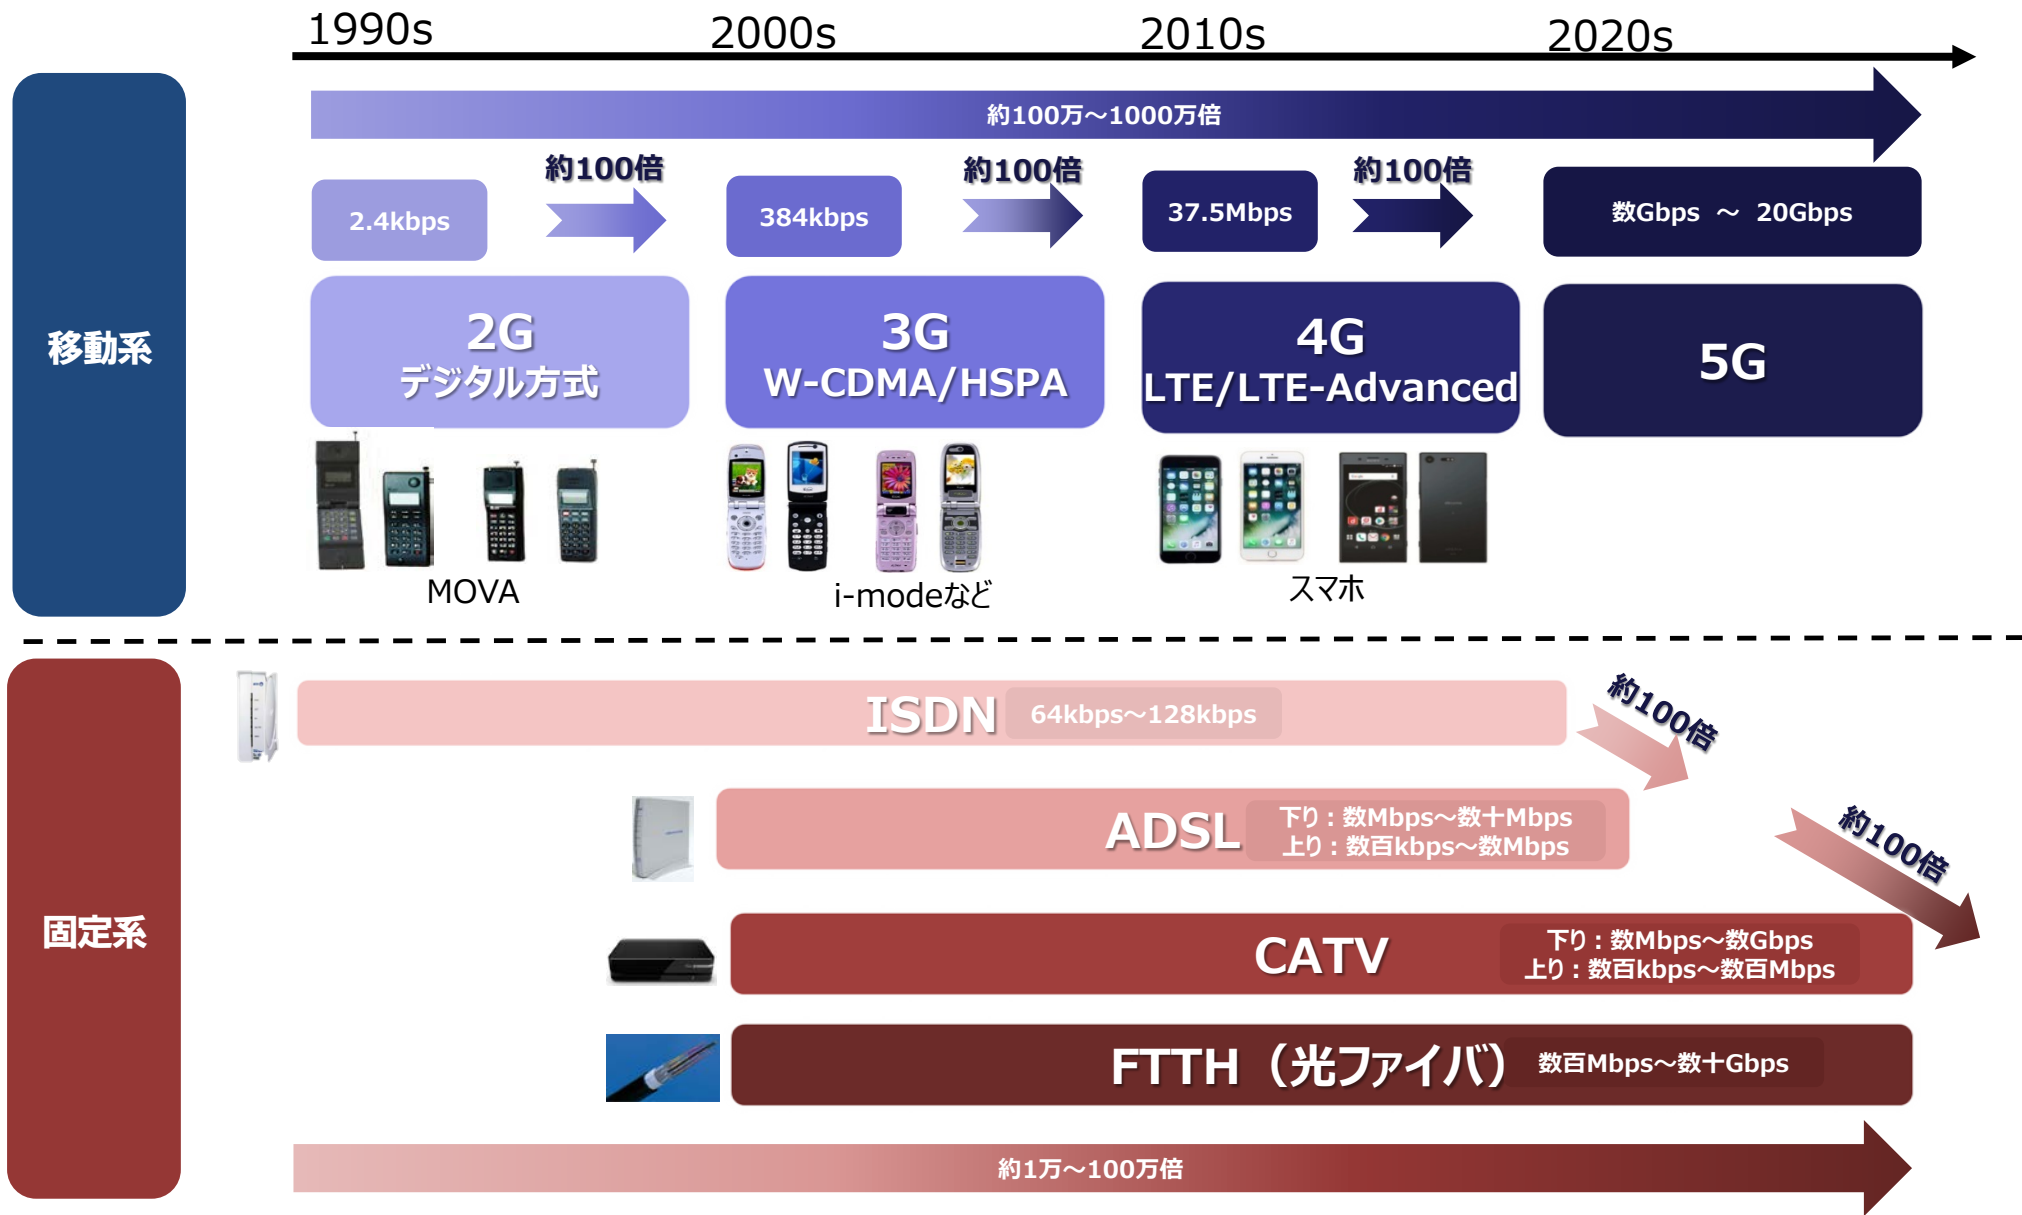 1990s
2000s
2010s
2020s
移動系
約100万～1000万倍
約100倍
約100倍
約100倍
2.4kbps
384kbps
37.5Mbps
数Gbps ～ 20Gbps
2G
デジタル方式
3G
W-CDMA/HSPA
4G
LTE/LTE-Advanced
5G
MOVA
i-modeなど
スマホ
固定系
ISDN
64kbps～128kbps
約100倍
ADSL
下り：数Mbps～数十Mbps
上り：数百kbps～数Mbps
約100倍
CATV
下り：数Mbps～数Gbps
上り：数百kbps～数百Mbps
FTTH（光ファイバ）
数百Mbps～数十Gbps
約1万～100万倍